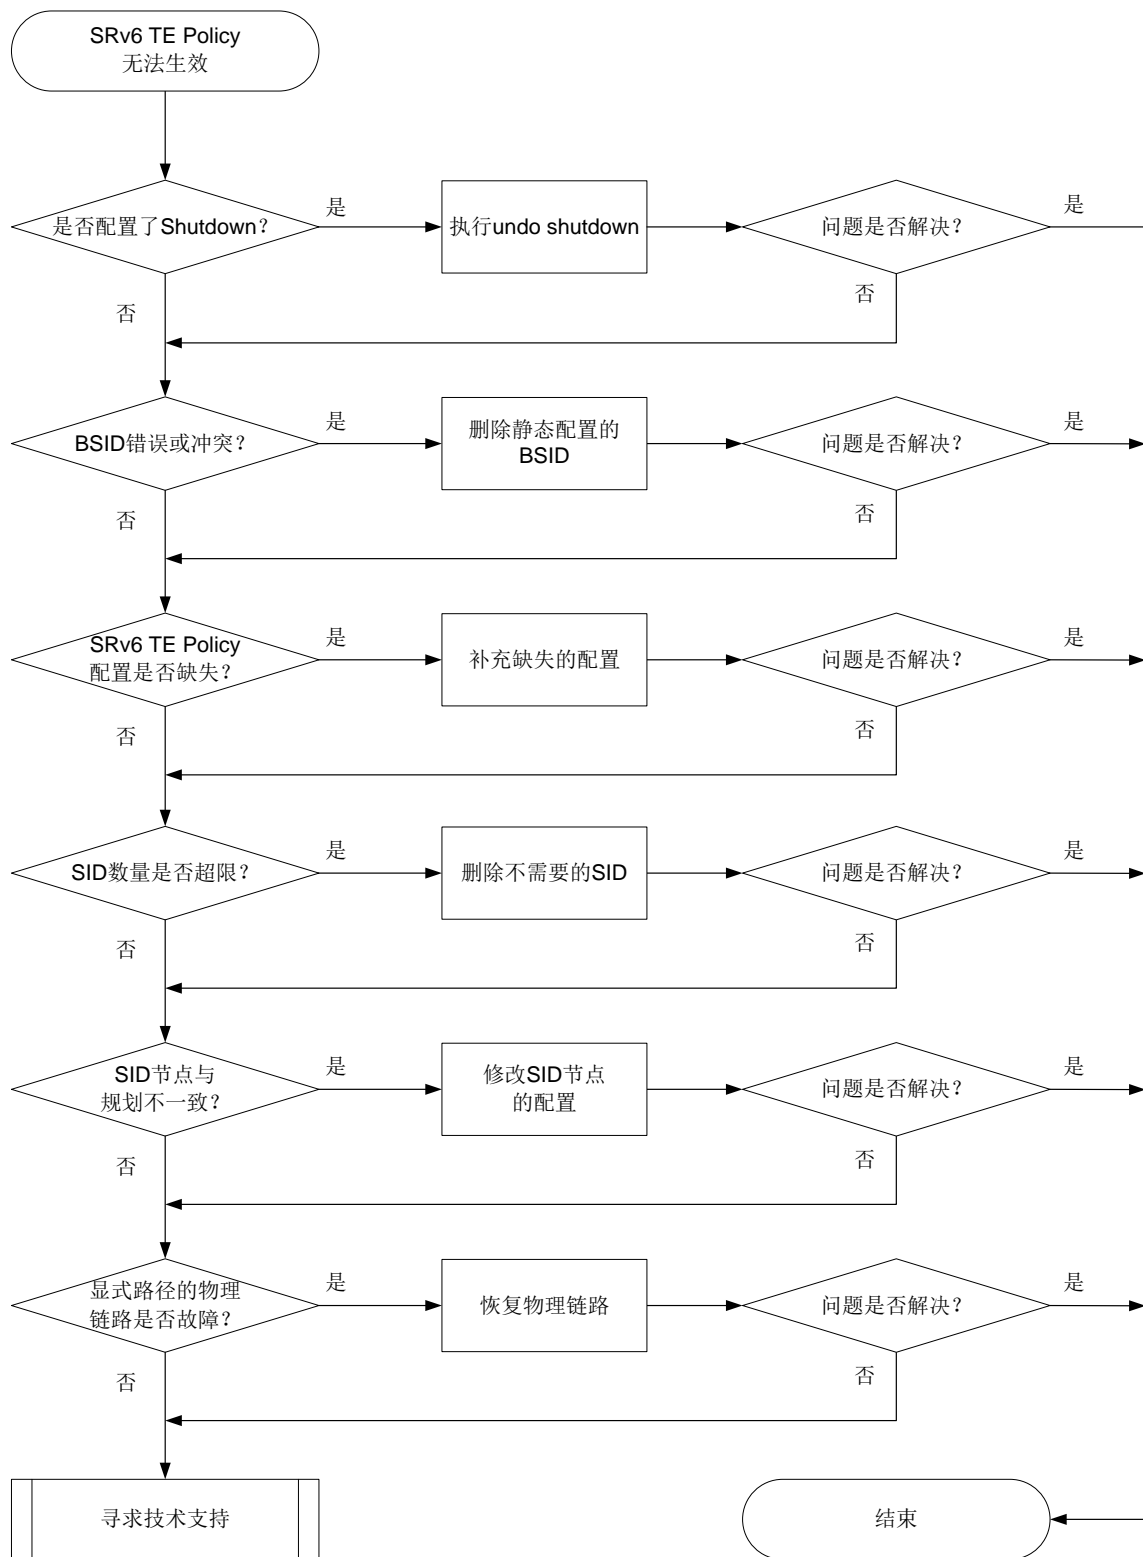 SRv6 TE Policy
无法生效
是否配置了Shutdown？
是
执行undo shutdown
问题是否解决？
是
否
否
BSID错误或冲突？
是
删除静态配置的
BSID
问题是否解决？
是
否
否
SRv6 TE Policy
配置是否缺失？
是
补充缺失的配置
问题是否解决？
是
否
否
SID数量是否超限？
是
删除不需要的SID
问题是否解决？
是
否
否
SID节点与
规划不一致？
是
修改SID节点
的配置
问题是否解决？
是
否
否
显式路径的物理
链路是否故障？
是
恢复物理链路
问题是否解决？
是
否
否
寻求技术支持
结束